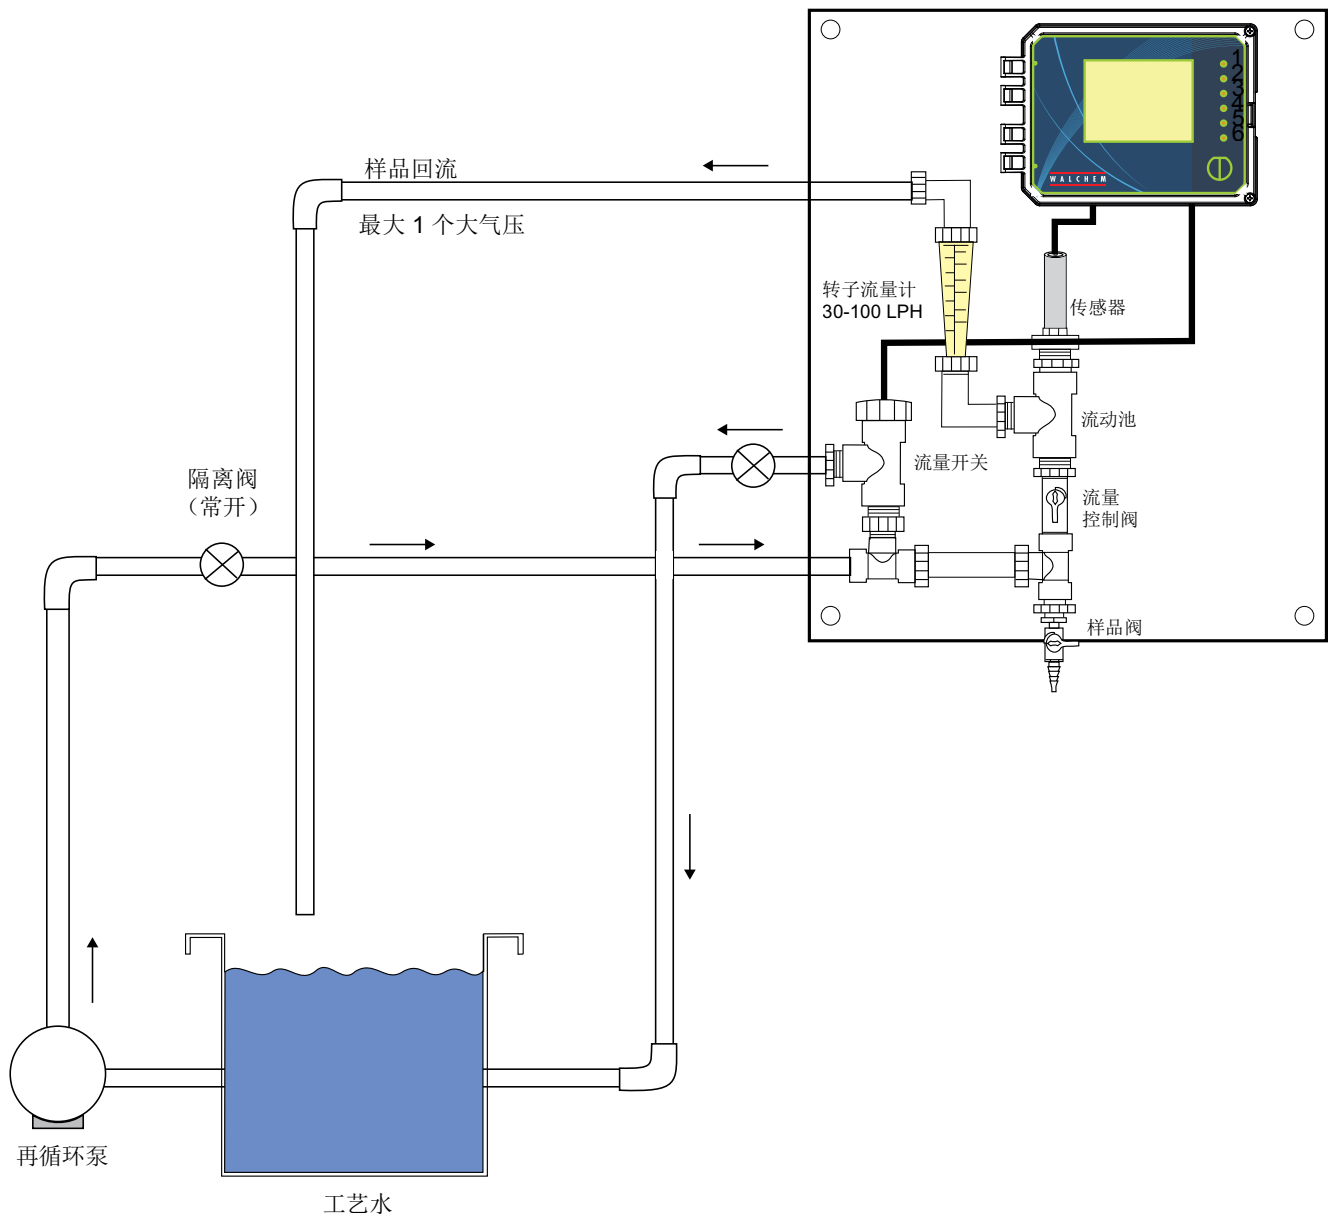 1
2
3
4
5
6
WALCHEM
样品回流
最大 1 个大气压
转子流量计
30-100 LPH
传感器
流动池
流量开关
隔离阀
（常开）
流量
控制阀
样品阀
再循环泵
工艺水